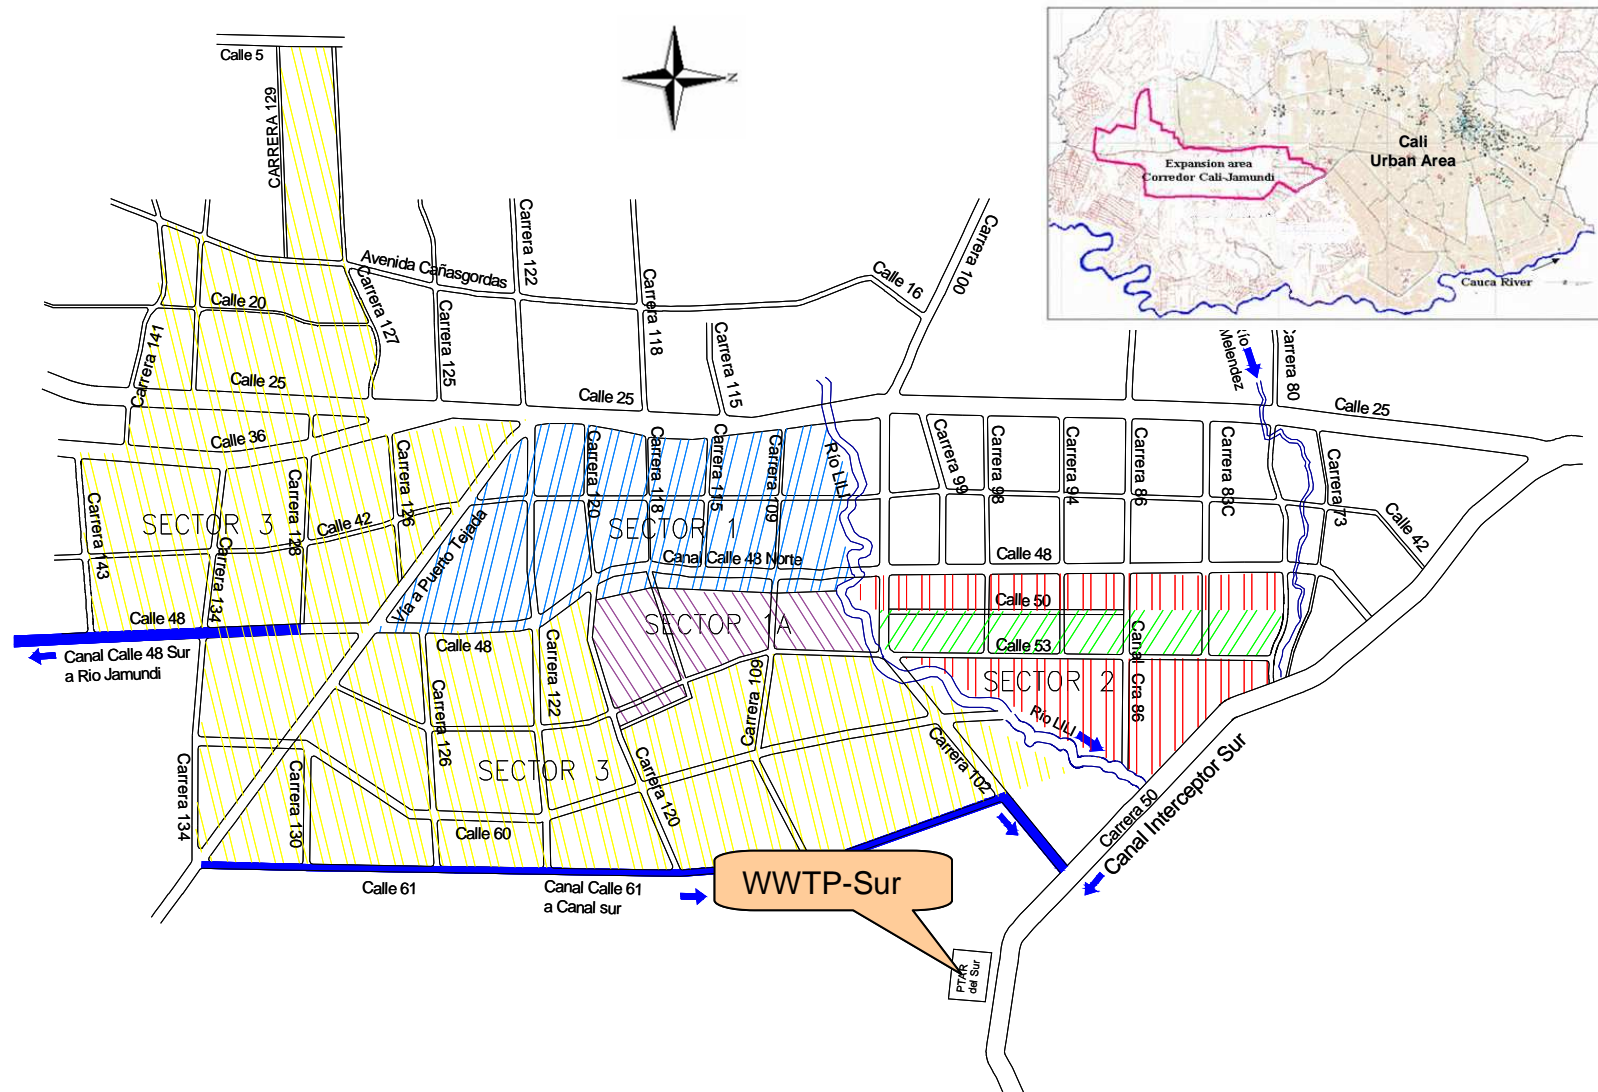 Calle 5
CARRERA 129
N
Cali
Urban Area
Expansion area
Corredor Cali-Jamundi
Cauca River
Avenida Cañasgordas
Carrera 122
Carrera 100
Calle 16
Calle 20
Carrera 127
Carrera 118
Carrera 141
Carrera 125
Carrera 115
Río
Melendez
Carrera 80
Calle 25
Calle 25
Calle 25
Calle 36
Carrera 126
Carrera 128
Carrera 143
SECTOR 3
Calle 42
Carrera 134
Vía a Puerto Tejada
Carrera 120
Carrera 118
Carrera 115
Carrera 109
Río LILI
SECTOR 1
Canal Calle 48 Norte
Carrera 99
Carrera 98
Carrera 94
Carrera 86
Carrera 83C
Carrera 73
Calle 42
Calle 48
Calle 50
Calle 53
Calle 48
Canal Calle 48 Sur
a Rio Jamundi
Calle 48
SECTOR 1A
Canal Cra 86
SECTOR 2
Río LILI
Carrera 122
Carrera 126
Carrera 109
SECTOR 3
Carrera 120
Carrera 102
Carrera 134
Carrera 130
Calle 60
Carrera 50
Canal Interceptor Sur
Calle 61
Canal Calle 61
a Canal sur
WWTP-Sur
PTAR
del Sur